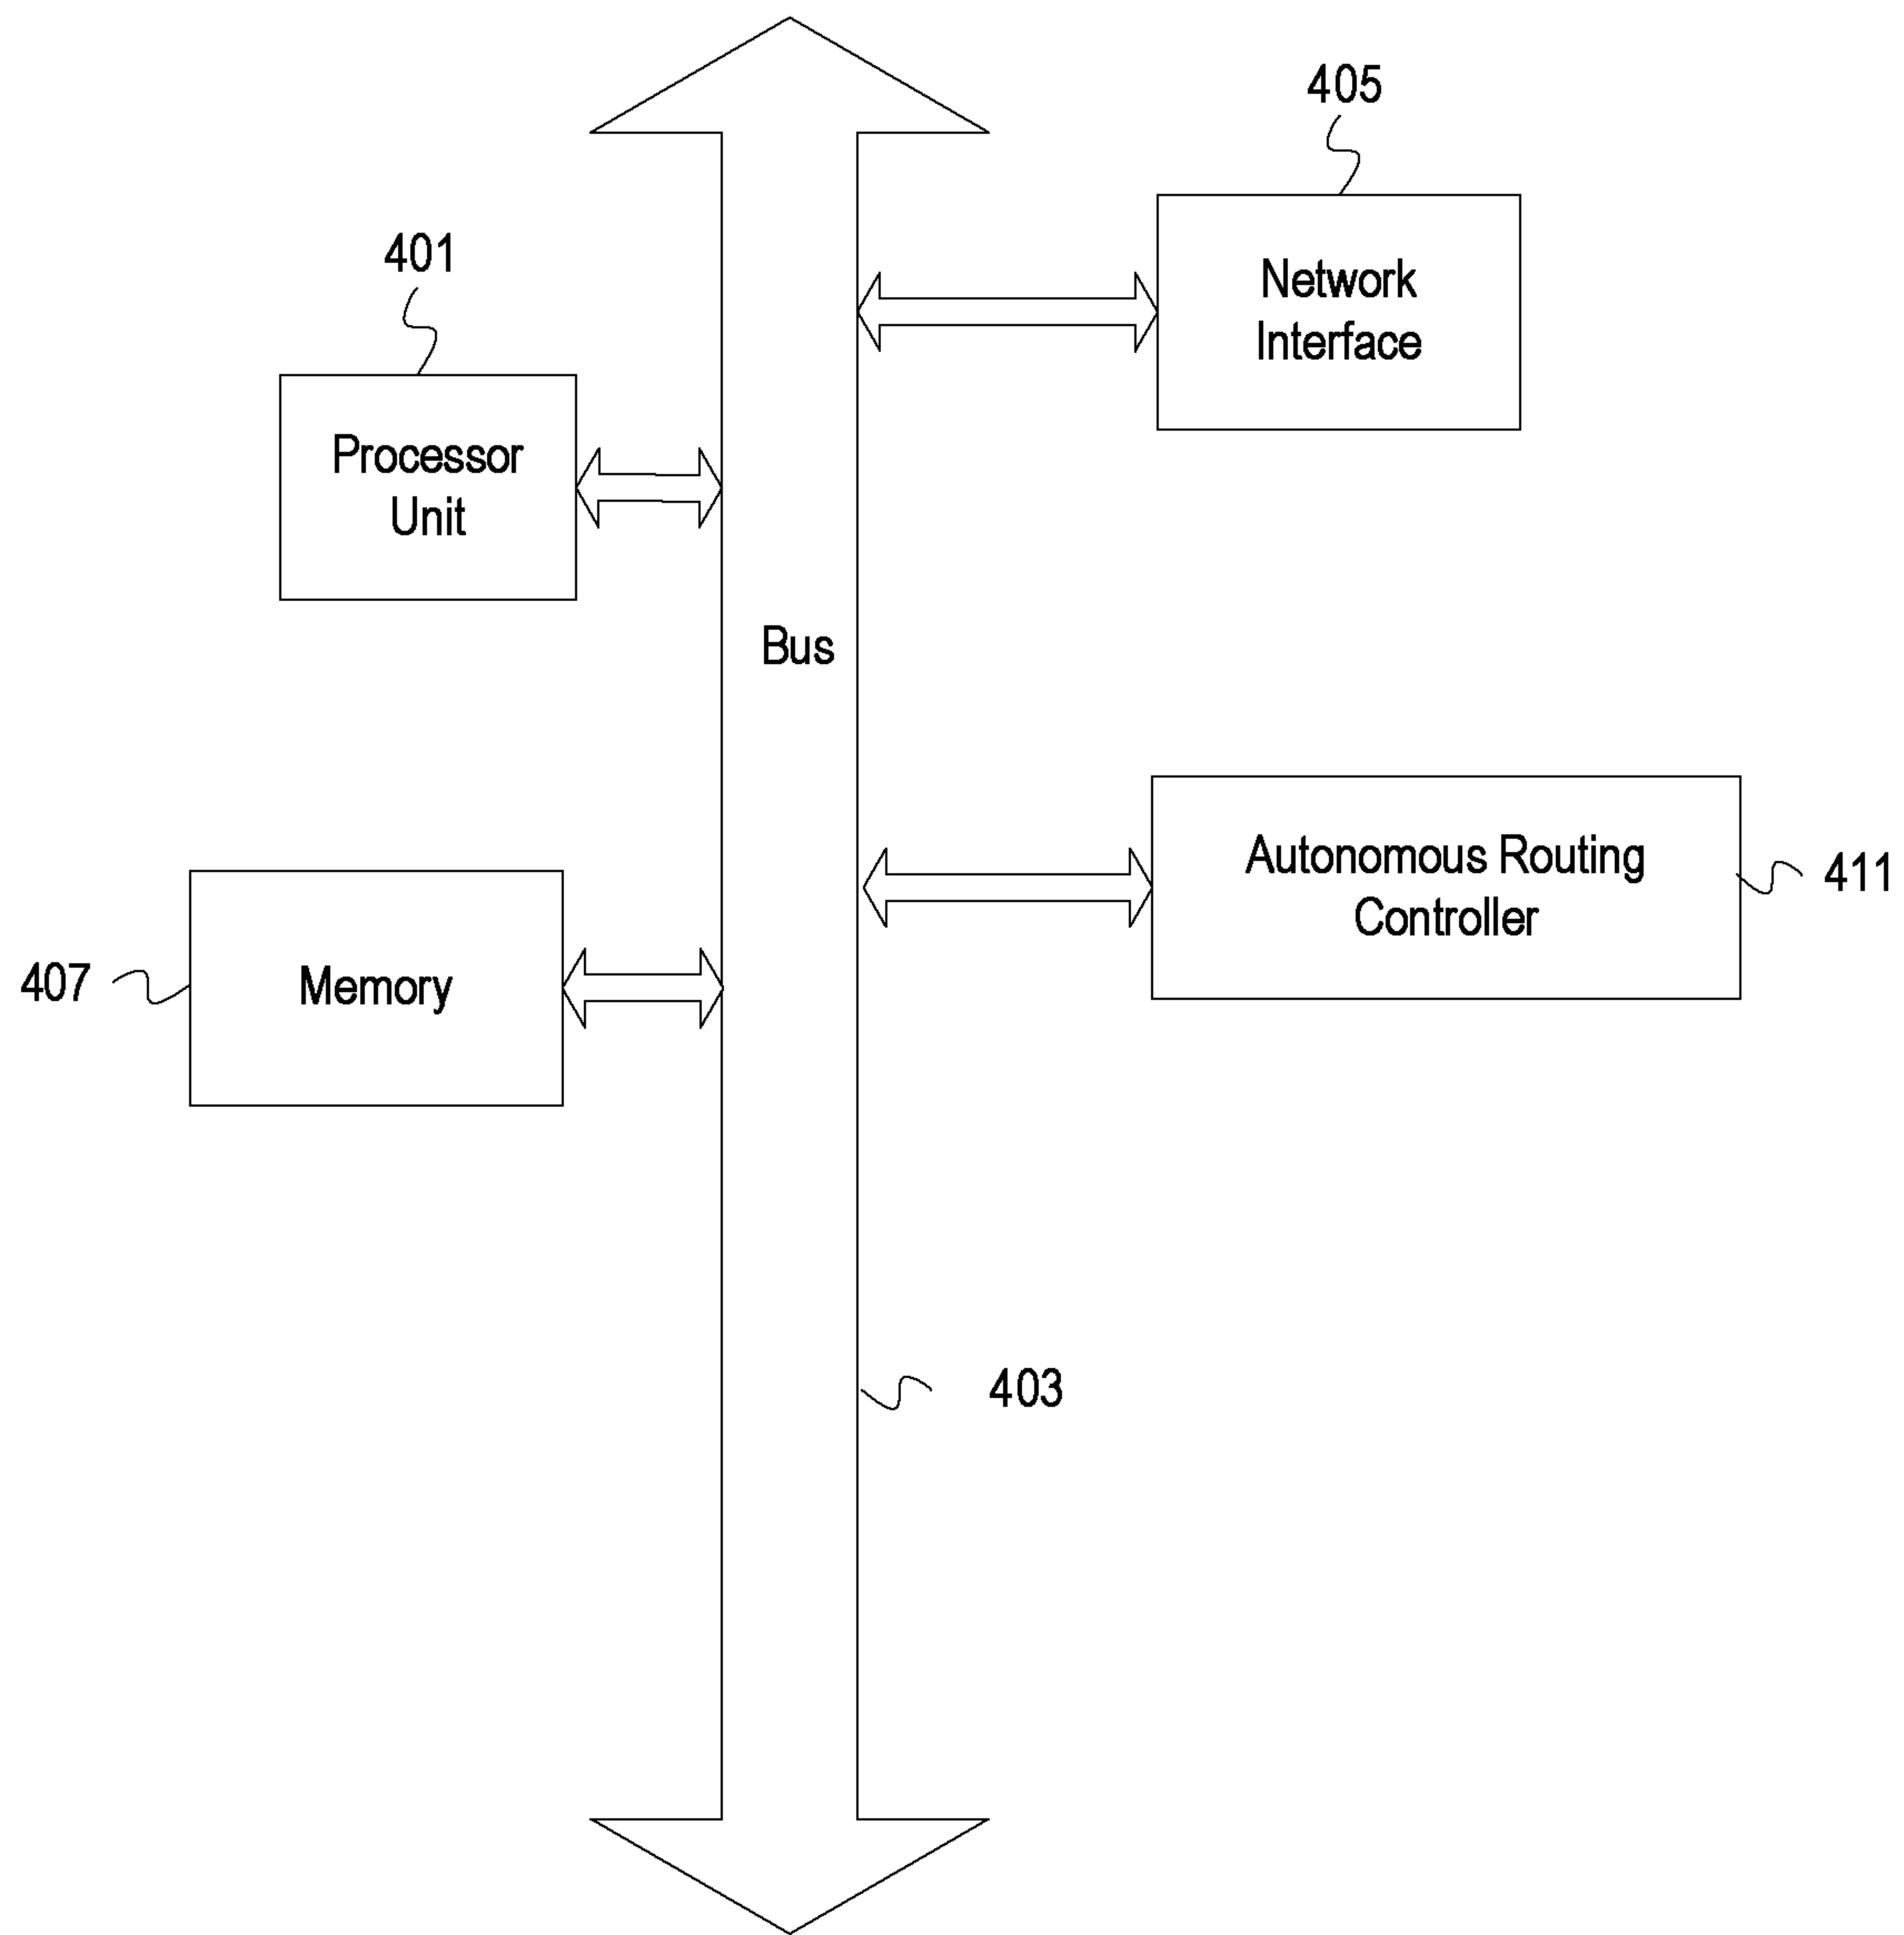 405
Network
Interface
401
Processor
Unit
Bus
Autonomous Routing
Controller
411
407
Memory
403